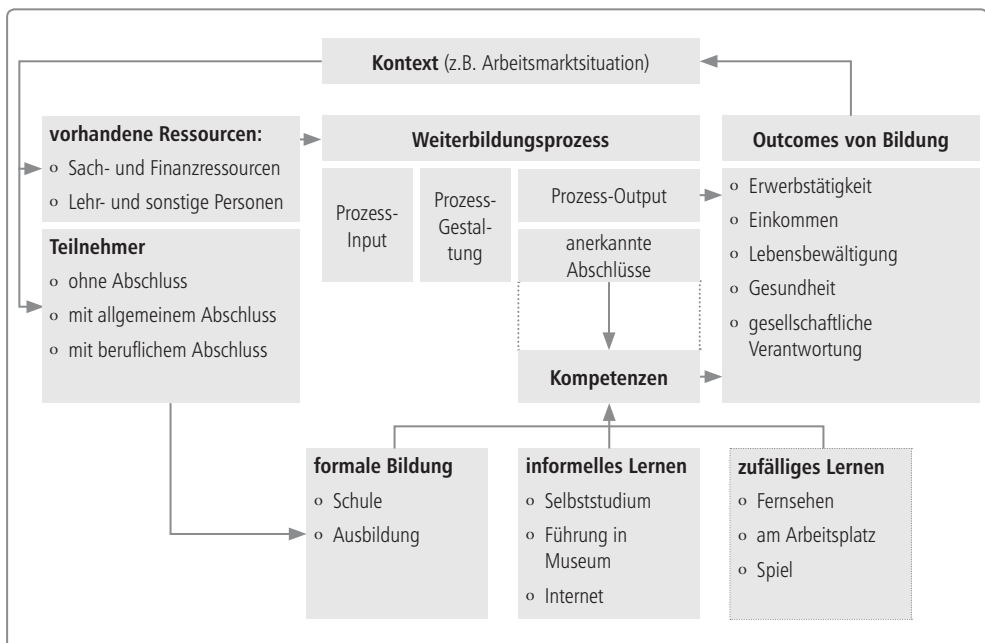 Kontext (z.B. Arbeitsmarktsituation)
vorhandene Ressourcen:
o Sach- und Finanzressourcen
o Lehr- und sonstige Personen
Teilnehmer
o ohne Abschluss
o mit allgemeinem Abschluss
o mit beruflichem Abschluss
Weiterbildungsprozess
Prozess-
Input
Prozess-
Gestal-
tung
Prozess-Output
anerkannte
Abschlüsse
Kompetenzen
Outcomes von Bildung
o Erwerbstätigkeit
o Einkommen
o Lebensbewältigung
o Gesundheit
o gesellschaftliche
Verantwortung
formale Bildung
o Schule
o Ausbildung
informelles Lernen
o Selbststudium
o Führung in
Museum
o Internet
zufälliges Lernen
o Fernsehen
o am Arbeitsplatz
o Spiel